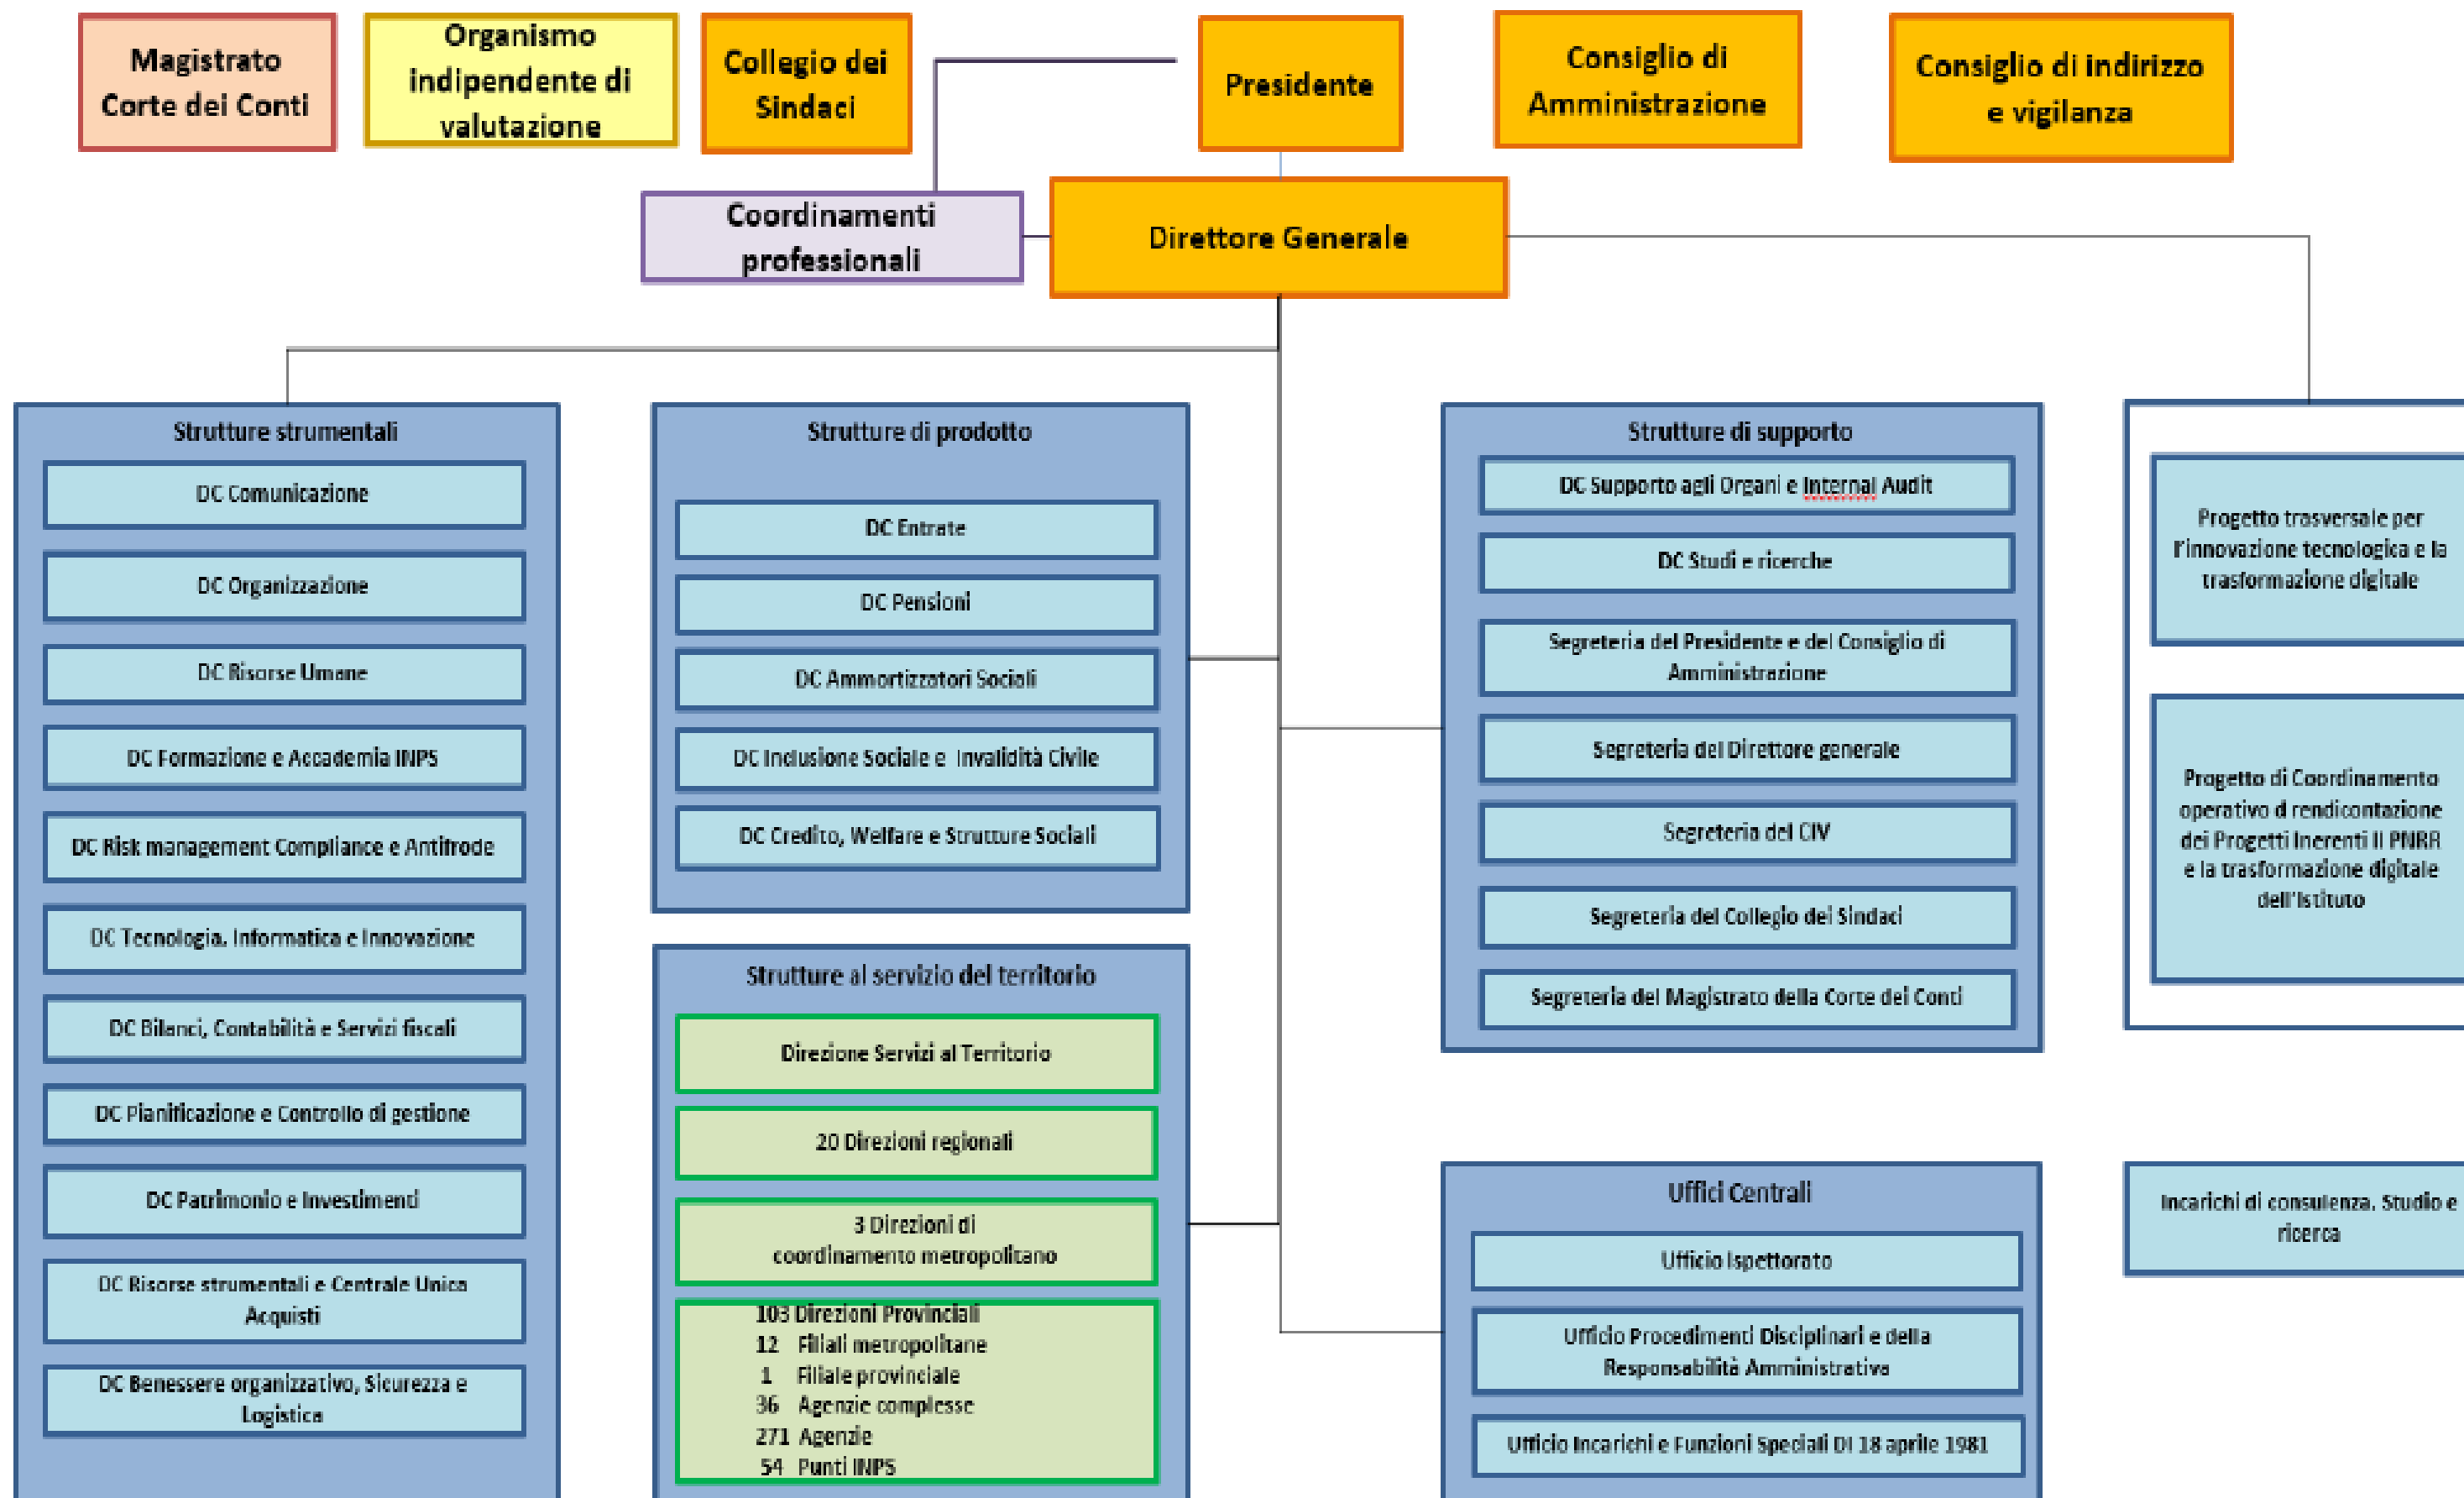 Magistrato
Corte dei Conti
Organismo
indipendente di
valutazione
Collegio dei
Sindaci
Presidente
Consiglio di
Amministrazione
Consiglio di indirizzo
e vigilanza
Coordinamenti
professionali
Direttore Generale
Strutture strumentali
DC Comunicazione
DC Organizzazione
DC Risorse Umane
DC Formazione e Accademia INPS
DC Risk management Compliance e Antifrode
DC Tecnologia, Informatica e Innovazione
DC Bilanci, Contabilità e Servizi fiscali
DC Pianificazione e Controllo di gestione
DC Patrimonio e Investimenti
DC Risorse strumentali e Centrale Unica
Acquisti
DC Benessere organizzativo, Sicurezza e
Logistica
Strutture di prodotto
DC Entrate
DC Pensioni
DC Ammortizzatori Sociali
DC Inclusione Sociale e Invalidità Civile
DC Credito, Welfare e Strutture Sociali
Strutture al servizio del territorio
Direzione Servizi al Territorio
20 Direzioni regionali
3 Direzioni di
coordinamento metropolitano
103 Direzioni Provinciali
12 Filiali metropolitane
1 Filiale provinciale
36 Agenzie complesse
271 Agenzie
54 Punti INPS
Strutture di supporto
DC Supporto agli Organi e Internal Audit
DC Studi e ricerche
Segreteria del Presidente e del Consiglio di
Amministrazione
Segreteria del Direttore generale
Segreteria del CIV
Segreteria del Collegio dei Sindaci
Segreteria del Magistrato della Corte dei Conti
Uffici Centrali
Ufficio Ispettorato
Ufficio Procedimenti Disciplinari e della
Responsabilità Amministrativa
Ufficio Incarichi e Funzioni Speciali DI 18 aprile 1981
Progetto trasversale per
l'innovazione tecnologica e la
trasformazione digitale
Progetto di Coordinamento
operativo d rendicontazione
dei Progetti Inerenti Il PNRR
e la trasformazione digitale
dell'Istituto
Incarichi di consulenza. Studio e
ricerca